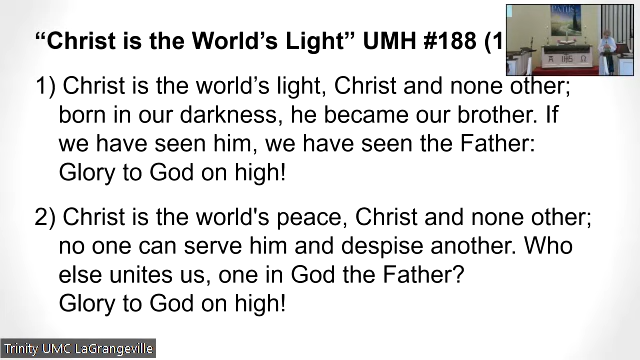 “Christ is the World’s Light” UMH #188 (1
1) Christ is the world’s light, Christ and none other;
born in our darkness, he became our brother. If
we have seen him, we have seen the Father:
Glory to God on high!
2) Christ is the world's peace, Christ and none other;
no one can serve him and despise another. Who
else unites us, one in God the Father?
Glory to God on high!
Trinity UMC LaGrangeville